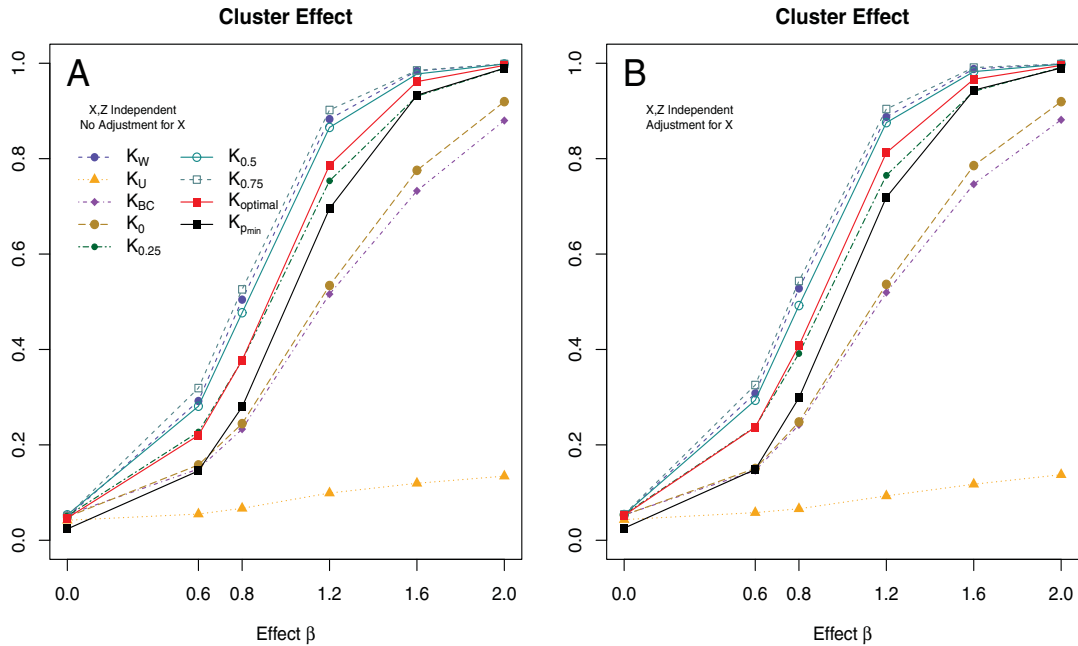 Cluster Effect
A
X,Z Independent
No Adjustment for X
K_W
K_U
K_BC
K_0
K_0.25
K_0.5
K_0.75
K_optimal
K_pmin
1.0
0.8
0.6
0.4
0.2
0.0
0.0 0.6 0.8 1.2 1.6 2.0
Effect β
Cluster Effect
B
X,Z Independent
Adjustment for X
1.0
0.8
0.6
0.4
0.2
0.0
0.0 0.6 0.8 1.2 1.6 2.0
Effect β